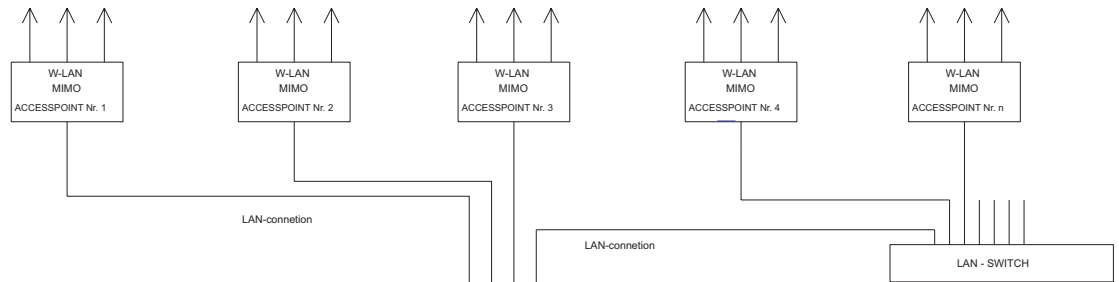 W-LAN
MIMO
ACCESSPOINT Nr. 1
W-LAN
MIMO
ACCESSPOINT Nr. 2
W-LAN
MIMO
ACCESSPOINT Nr. 3
W-LAN
MIMO
ACCESSPOINT Nr. 4
W-LAN
MIMO
ACCESSPOINT Nr. n
LAN-connetion
LAN-connetion
LAN - SWITCH